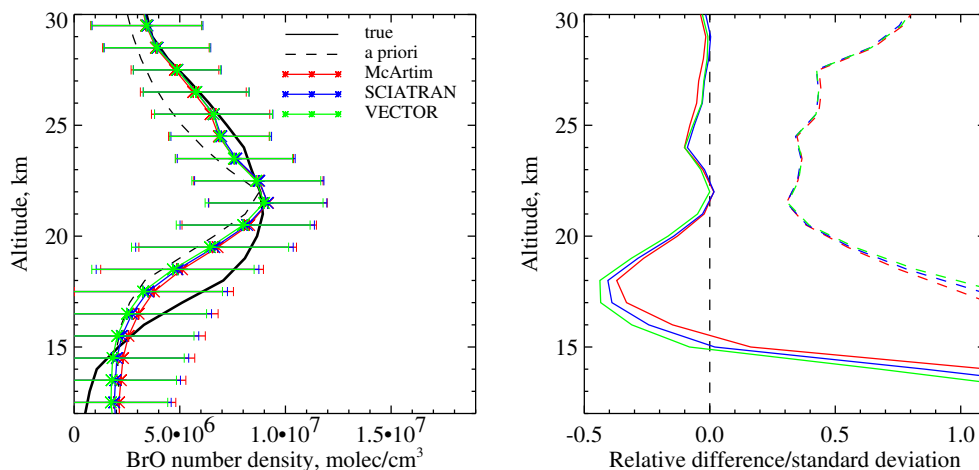 30
25
20
15
Altitude, km
0
5.0•10⁶
1.0•10⁷
1.5•10⁷
BrO number density, molec/cm³
true
a priori
McArtim
SCIATRAN
VECTOR
30
25
20
15
Altitude, km
-0.5
0.0
0.5
1.0
Relative difference/standard deviation